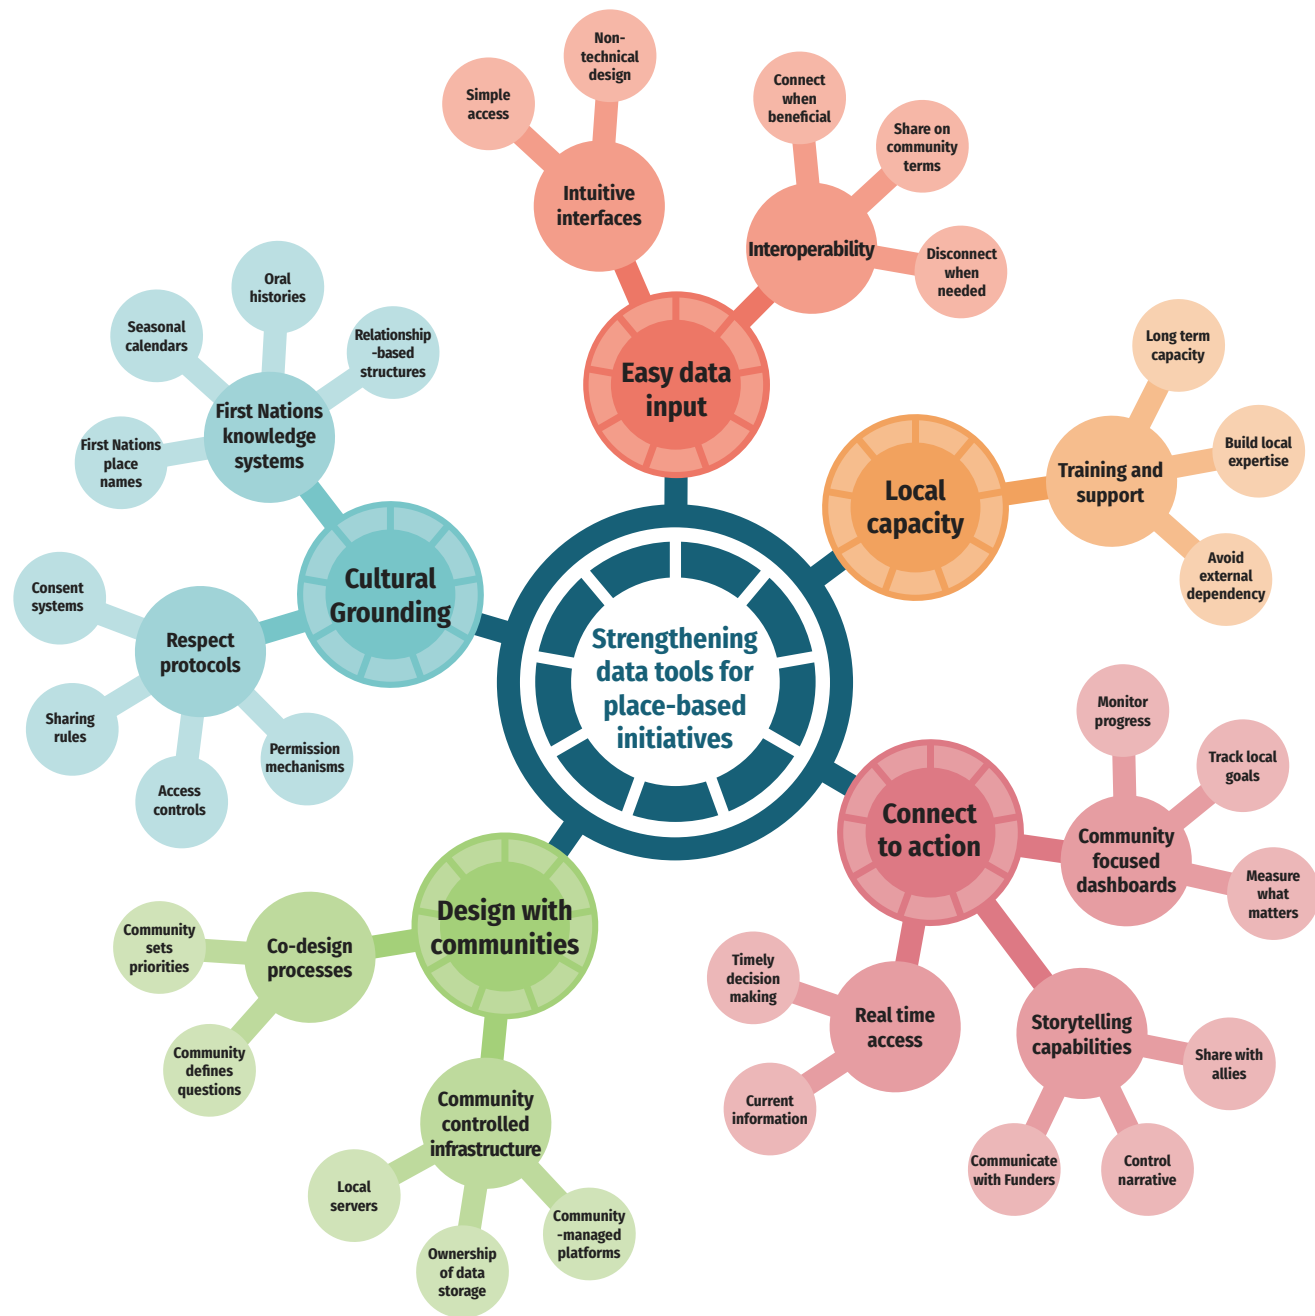 Strengthening
data tools for
place-based
initiatives
Easy data
input
Intuitive
interfaces
Simple
access
Non-
technical
design
Interoperability
Connect
when
beneficial
Share on
community
terms
Disconnect
when
needed
Local
capacity
Training and
support
Long term
capacity
Build local
expertise
Avoid
external
dependency
Connect
to action
Community
focused
dashboards
Monitor
progress
Track local
goals
Measure
what
matters
Storytelling
capabilities
Share with
allies
Control
narrative
Communicate
with Funders
Real time
access
Timely
decision
making
Current
information
Design with
communities
Community
controlled
infrastructure
Community
-managed
platforms
Ownership
of data
storage
Local
servers
Co-design
processes
Community
defines
questions
Community
sets
priorities
Cultural
Grounding
Respect
protocols
Permission
mechanisms
Access
controls
Sharing
rules
Consent
systems
First Nations
knowledge
systems
First Nations
place
names
Seasonal
calendars
Oral
histories
Relationship
-based
structures